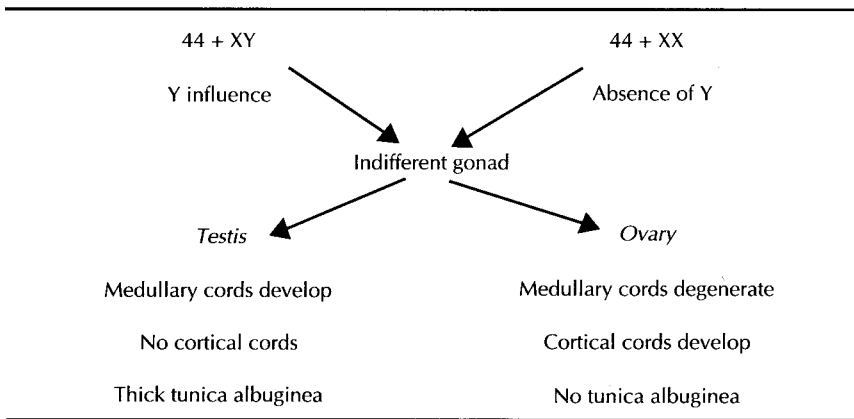 44 + XY 44 + XX
Y influence Absence of Y
Indifferent gonad
Testis Ovary
Medullary cords develop Medullary cords degenerate
No cortical cords Cortical cords develop
Thick tunica albuginea No tunica albuginea